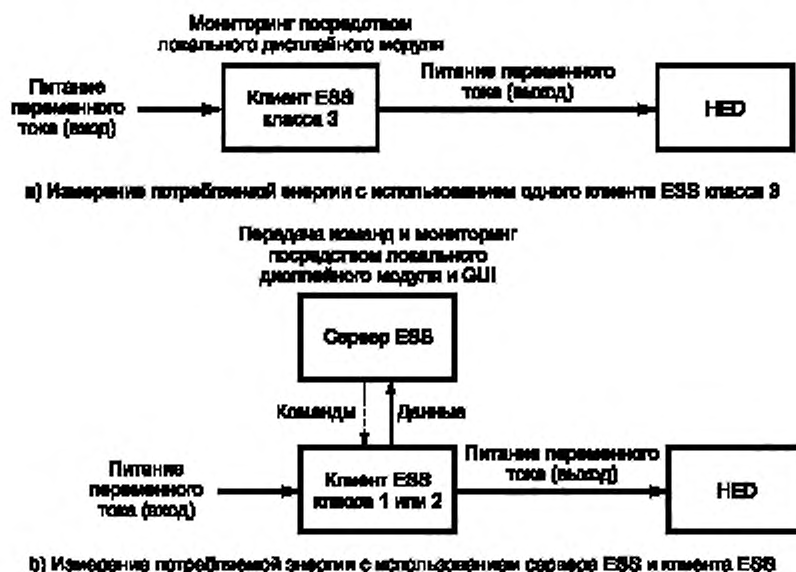 Мониторинг посредством
локального дисплейного модуля
Питание
переменного
тока (вход)
Клиент ESS
класса 3
Питание переменного
тока (выход)
HED
a) Измерение потребляемой энергии с использованием одного клиента ESS класса 3
Передача команд и мониторинг
посредством локального
дисплейного модуля и GUI
Сервер ESS
Команды
Данные
Питание
переменного
тока (вход)
Клиент ESS
класса 1 или 2
Питание переменного
тока (выход)
HED
b) Измерение потребляемой энергии с использованием сервера ESS и клиента ESS